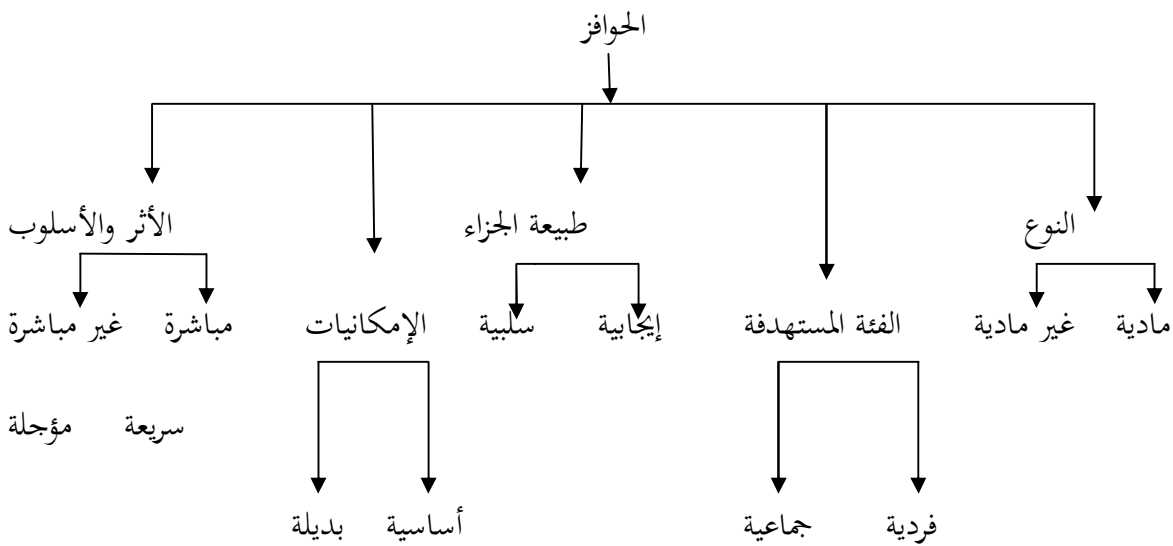 الحوافز
النوع
طبيعة الجزاء
الأثر والأسلوب
مادية
غير مادية
الفئة المستهدفة
إيجابية
سلبية
الإمكانيات
مباشرة
غير مباشرة
سريعة
مؤجلة
فردية
جماعية
أساسية
بديلة